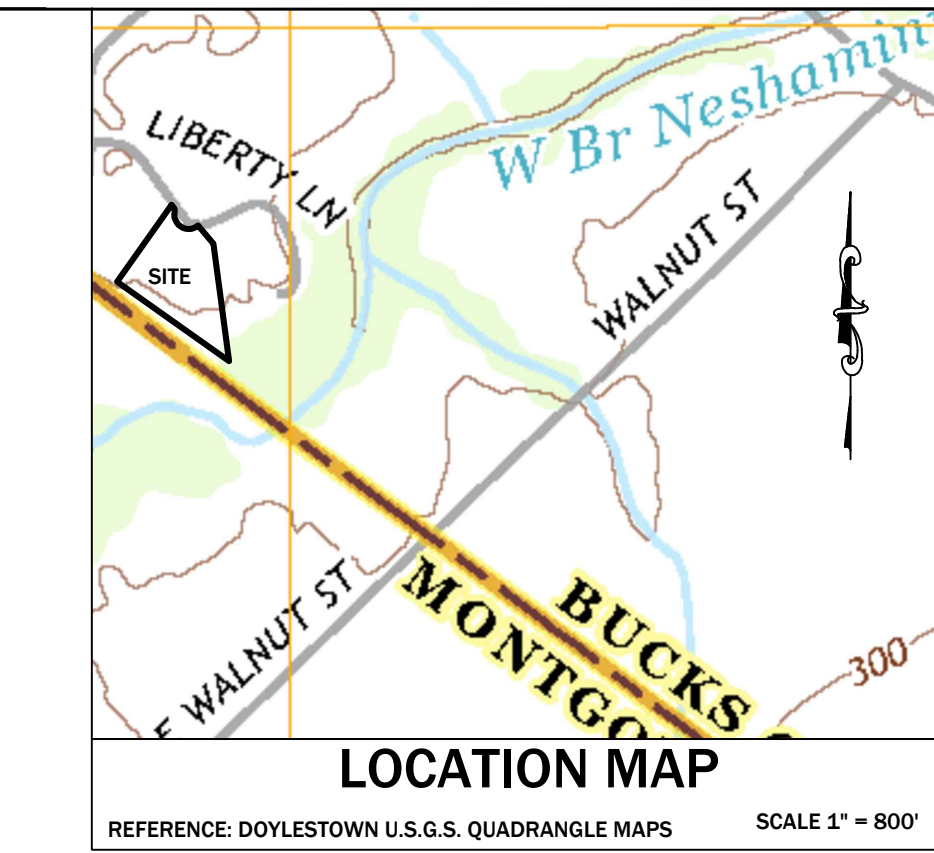 W Br Neshamin
LIBERTY LN
WALNUT ST
SITE
BUCKS
E WALNUT ST
300
LOCATION MAP
REFERENCE: DOYLESTOWN U.S.G.S. QUADRANGLE MAPS
SCALE 1" = 800'